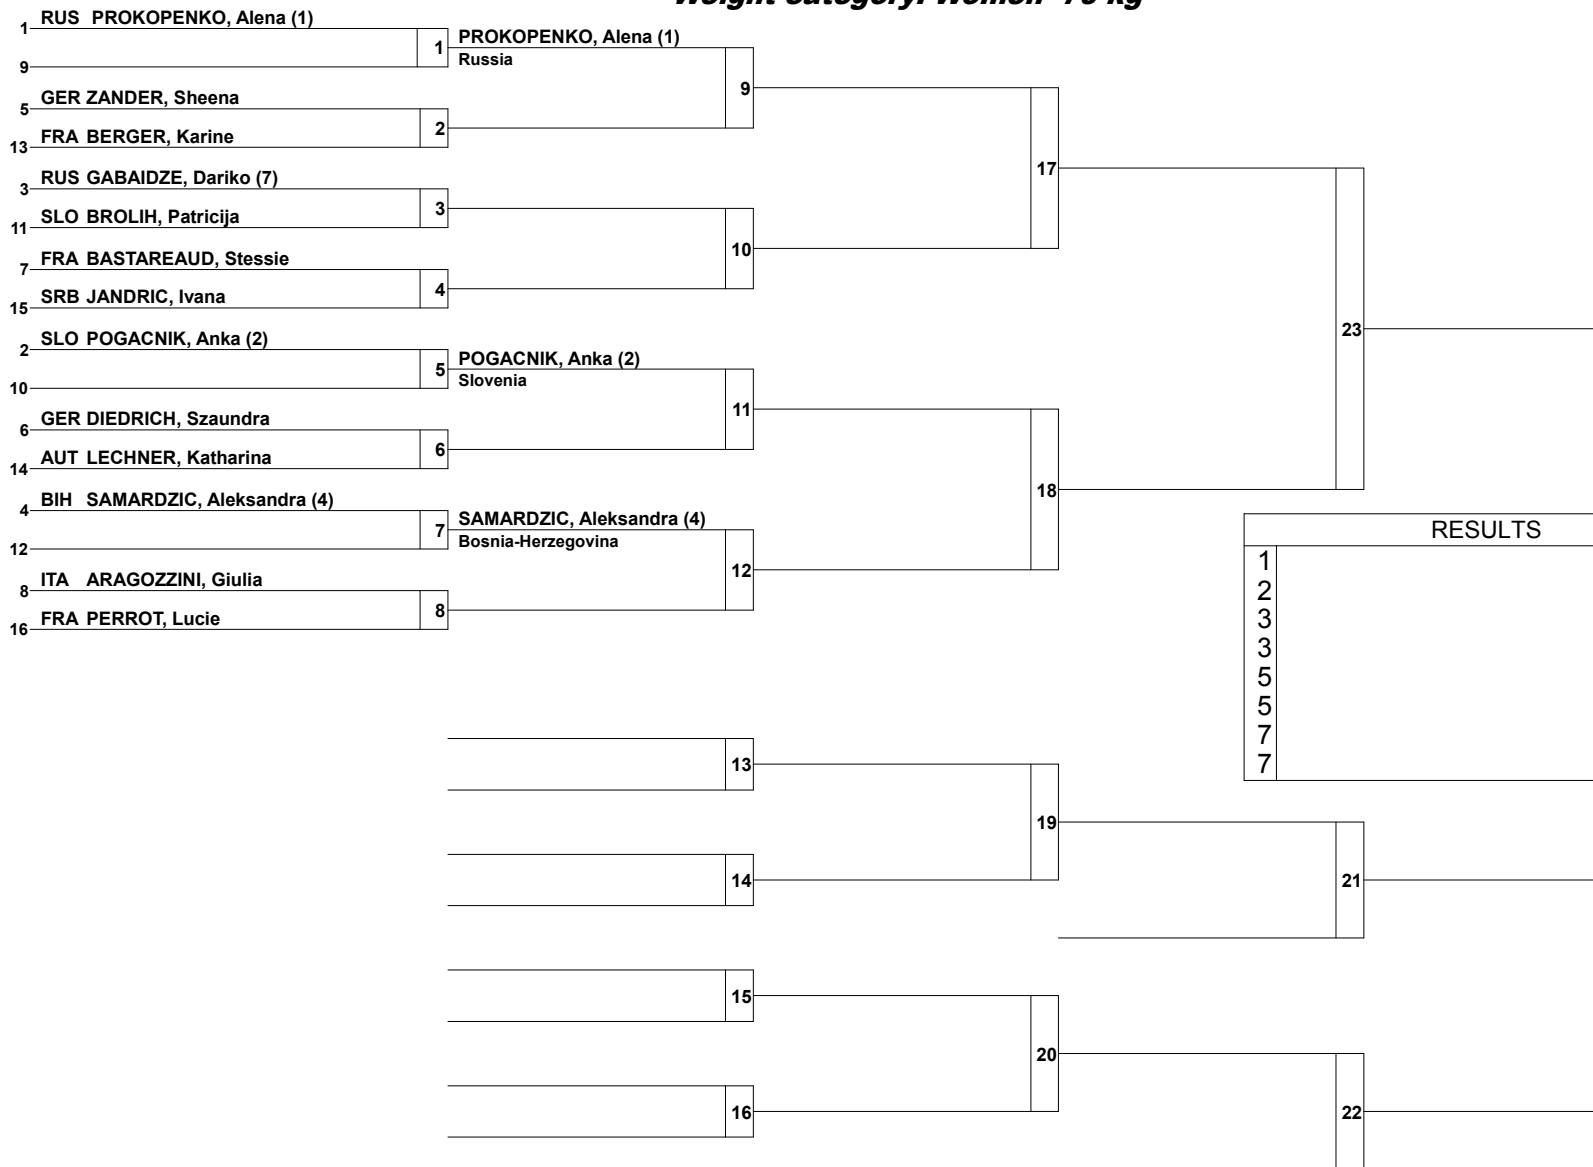 RUS PROKOPENKO, Alena (1)
1
1
PROKOPENKO, Alena (1)
Russia
9
9
GER ZANDER, Sheena
5
2
FRA BERGER, Karine
13
17
RUS GABAIDZE, Dariko (7)
3
3
SLO BROLIH, Patricija
11
10
FRA BASTAREAUD, Stessie
7
4
SRB JANDRIC, Ivana
15
23
SLO POGACNIK, Anka (2)
2
5
POGACNIK, Anka (2)
Slovenia
10
11
GER DIEDRICH, Szaundra
6
6
AUT LECHNER, Katharina
14
18
BIH SAMARDZIC, Aleksandra (4)
4
7
SAMARDZIC, Aleksandra (4)
Bosnia-Herzegovina
12
12
ITA ARAGOZZINI, Giulia
8
8
FRA PERROT, Lucie
16
RESULTS
1
2
3
3
5
5
7
7
13
19
14
21
15
20
16
22